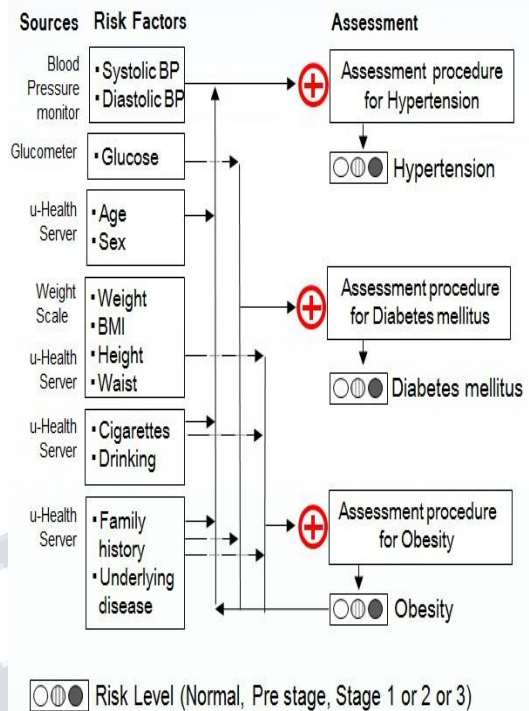 Sources Risk Factors Assessment
Blood
Pressure
monitor
▪ Systolic BP
▪ Diastolic BP
Assessment procedure
for Hypertension
Hypertension
Glucometer
▪ Glucose
u-Health
Server
▪ Age
▪ Sex
Weight
Scale
u-Health
Server
▪ Weight
▪ BMI
▪ Height
▪ Waist
Assessment procedure
for Diabetes mellitus
Diabetes mellitus
u-Health
Server
▪ Cigarettes
▪ Drinking
u-Health
Server
▪ Family
history
▪ Underlying
disease
Assessment procedure
for Obesity
Obesity
Risk Level (Normal, Pre stage, Stage 1 or 2 or 3)